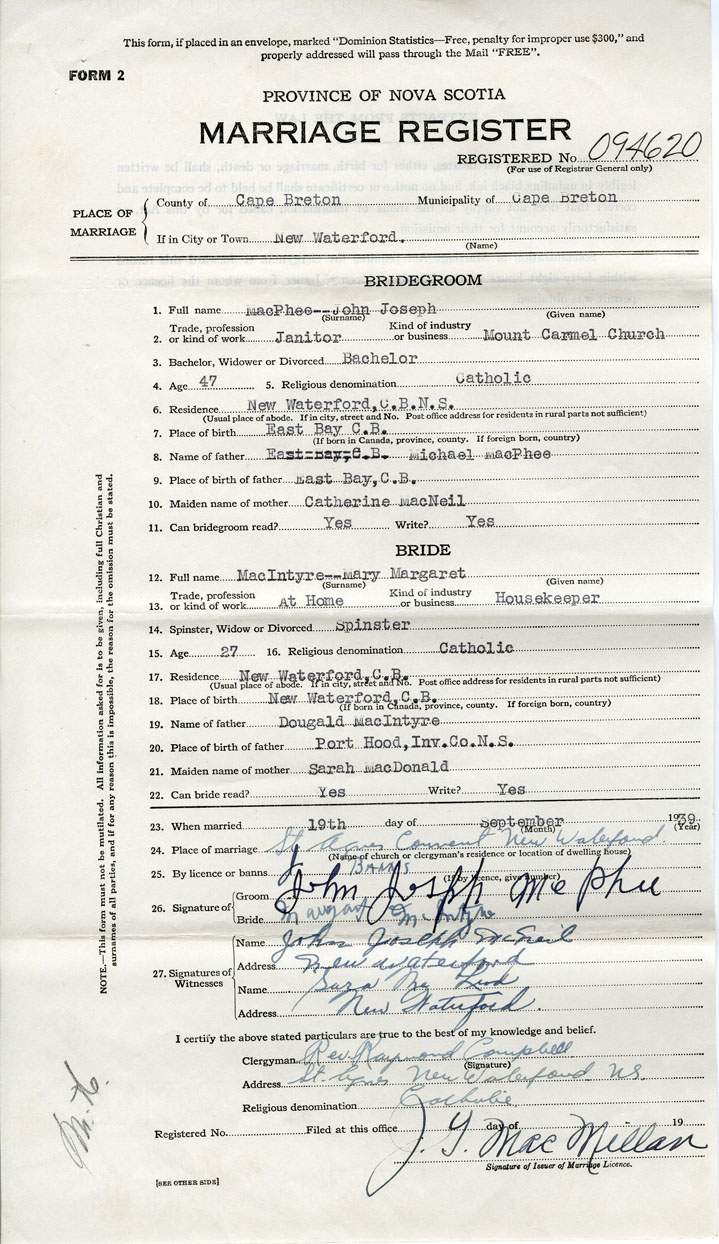 This form, if placed in an envelope, marked "Dominion Statistics—Free, penalty for improper use $300," and
properly addressed will pass through the Mail "FREE".
FORM 2
PROVINCE OF NOVA SCOTIA
MARRIAGE REGISTER
REGISTERED No. 094620
(For use of Registrar General only)
PLACE OF MARRIAGE
County of Cape Breton Municipality of Cape Breton
If in City or Town New Waterford.
(Name)
BRIDEGROOM
1. Full name MacPhee--John Joseph
(Surname) (Given name)
2. Trade, profession or kind of work Janitor Kind of industry or business Mount Carmel Church
3. Bachelor, Widower or Divorced Bachelor
4. Age 47 5. Religious denomination Catholic
6. Residence New Waterford,C.B.N.S.
(Usual place of abode. If in city, street and No. Post office address for residents in rural parts not sufficient)
7. Place of birth East Bay C.B.
(If born in Canada, province, county. If foreign born, country)
8. Name of father East bay,C.B. Michael MacPhee
9. Place of birth of father East Bay,C.B.
10. Maiden name of mother Catherine MacNeil
11. Can bridegroom read? Yes Write? Yes
BRIDE
12. Full name MacIntyre--Mary Margaret
(Surname) (Given name)
13. Trade, profession or kind of work At Home Kind of industry or business Housekeeper
14. Spinster, Widow or Divorced Spinster
15. Age 27 16. Religious denomination Catholic
17. Residence New Waterford,C.B.
(Usual place of abode. If in city, street and No. Post office address for residents in rural parts not sufficient)
18. Place of birth New Waterford,C.B.
(If born in Canada, province, county. If foreign born, country)
19. Name of father Dougald MacIntyre
20. Place of birth of father Port Hood,Inv.Co.N.S.
21. Maiden name of mother Sarah MacDonald
22. Can bride read? Yes Write? Yes
23. When married 19th day of September 1939
(Month) (Year)
24. Place of marriage St Agnes Convent New Waterford
(Name of church or clergyman's residence or location of dwelling house)
25. By licence or banns Banns
(If by licence, give number)
26. Signature of
Groom John Josph McPhee
Bride Margaret McIntyre
27. Signatures of Witnesses
Name John Joseph McNeil
Address New Waterford
Name
Address New Waterford
I certify the above stated particulars are true to the best of my knowledge and belief.
Clergyman Rev. Raymond Campbell
(Signature)
Address St. Agnes New Waterford N.S.
Religious denomination Catholic
Registered No. Filed at this office day of 19
J. G. MacMillan
Signature of Issuer of Marriage Licence.
[SEE OTHER SIDE]
NOTE.—This form must not be mutilated. All information asked for is to be given, including full Christian and
surnames of all parties, and if for any reason this is impossible, the reason for the omission must be stated.